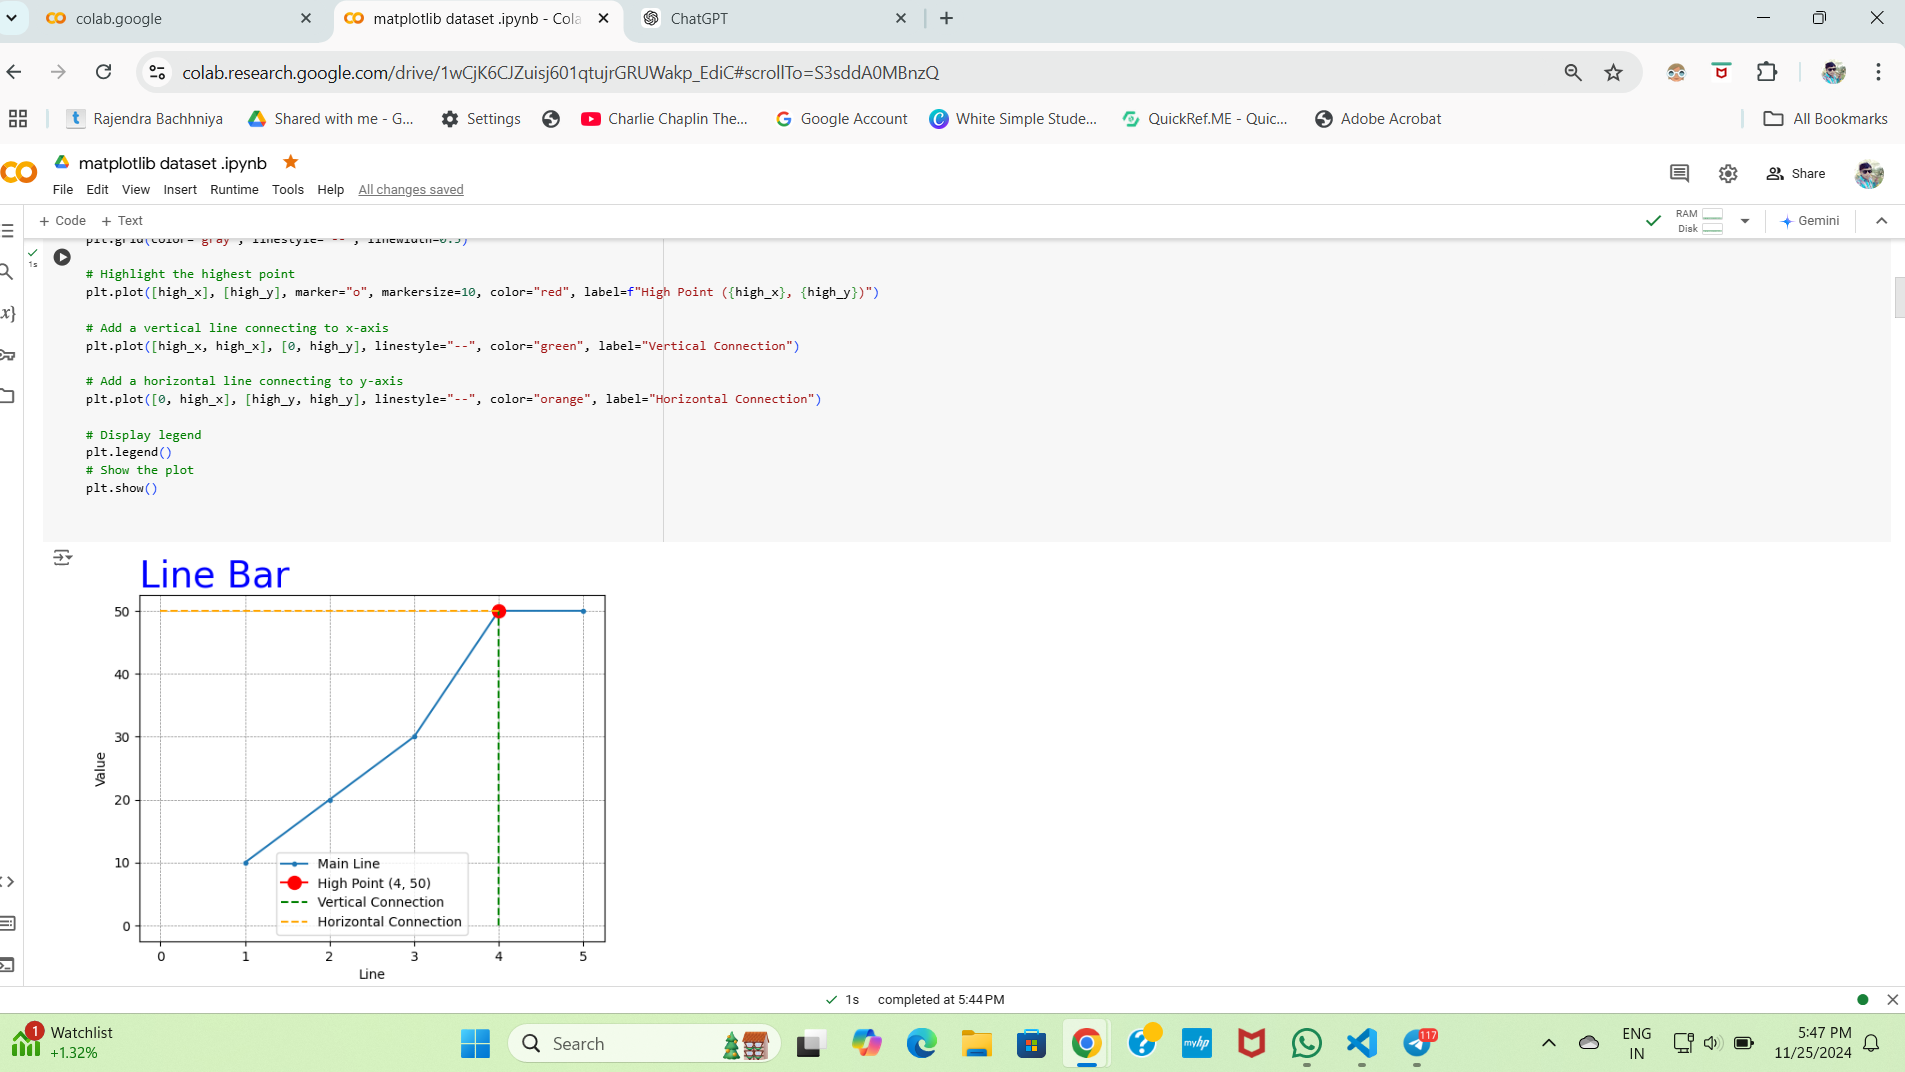 colab.google
matplotlib dataset .ipynb - Cola
ChatGPT
colab.research.google.com/drive/1wCjK6CJZuisj601qtujrGRUWakp_EdiC#scrollTo=S3sddA0MBnzQ
Rajendra Bachhniya
Shared with me - G...
Settings
Charlie Chaplin The...
Google Account
White Simple Stude...
QuickRef.ME - Quic...
Adobe Acrobat
All Bookmarks
matplotlib dataset .ipynb
File Edit View Insert Runtime Tools Help All changes saved
Share
+ Code + Text
RAM
Disk
Gemini
plt.grid(color="gray", linestyle="--", linewidth=0.5)
1s
# Highlight the highest point
plt.plot([high_x], [high_y], marker="o", markersize=10, color="red", label=f"High Point ({high_x}, {high_y})")
# Add a vertical line connecting to x-axis
plt.plot([high_x, high_x], [0, high_y], linestyle="--", color="green", label="Vertical Connection")
# Add a horizontal line connecting to y-axis
plt.plot([0, high_x], [high_y, high_y], linestyle="--", color="orange", label="Horizontal Connection")
# Display legend
plt.legend()
# Show the plot
plt.show()
Line Bar
50
40
30
20
10
0
Value
Main Line
High Point (4, 50)
Vertical Connection
Horizontal Connection
0 1 2 3 4 5
Line
1s completed at 5:44 PM
1
Watchlist
+1.32%
Search
myhp
117
ENG
IN
5:47 PM
11/25/2024